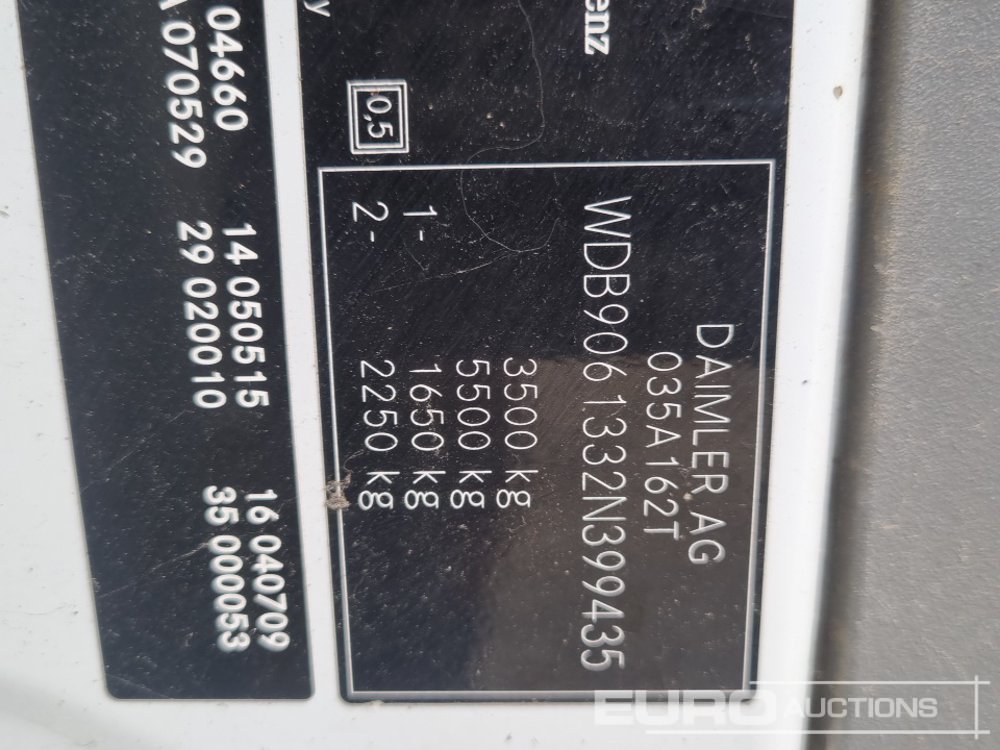 DAIMLER AG
035A162T
WDB9061332N399435
3500 kg
5500 kg
1- 1650 kg
2- 2250 kg
enz
0,5
y
04660 14 050515 16 040709
070529 29 020010 35 000053
EURO AUCTIONS